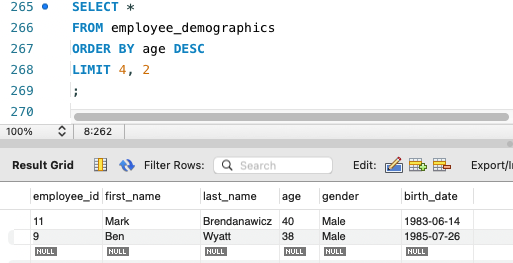 265 SELECT *
266 FROM employee_demographics
267 ORDER BY age DESC
268 LIMIT 4, 2
269 ;
270
100% 8:262
Result Grid Filter Rows: Search Edit: Export/I
employee_id first_name last_name age gender birth_date
11 Mark Brendanawicz 40 Male 1983-06-14
9 Ben Wyatt 38 Male 1985-07-26
NULL NULL NULL NULL NULL NULL